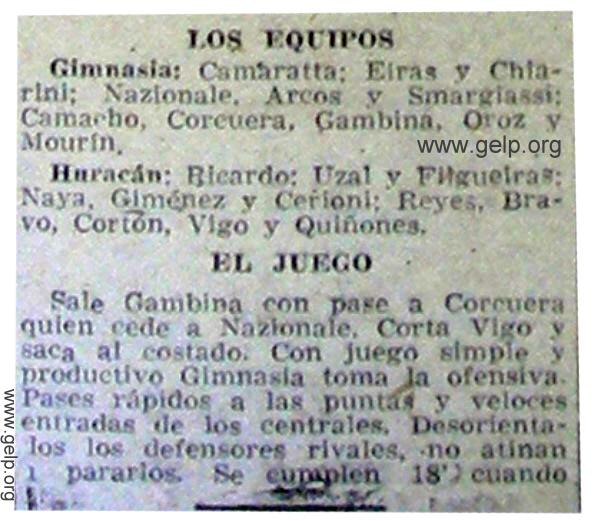 LOS EQUIPOS
Gimnasia: Camaratta; Eiras y Chia-
rini; Nazionale, Arcos y Smargiassi;
Camacho, Corcuera, Gambina, Oroz y
Mourín.
www.gelp.org
Huracán: Ricardo; Uzal y Filgueiras;
Naya, Giménez y Cerioni; Reyes, Bra-
vo, Cortón, Vigo y Quiñones.
EL JUEGO
Sale Gambina con pase a Corcuera
quien cede a Nazionale. Corta Vigo y
saca al costado. Con juego simple y
productivo Gimnasia toma la ofensiva.
Pases rápidos a las puntas y veloces
entradas de los centrales. Desorienta-
los los defensores rivales, no atinan
a pararlos. Se cumplen 18' cuando
www.gelp.org